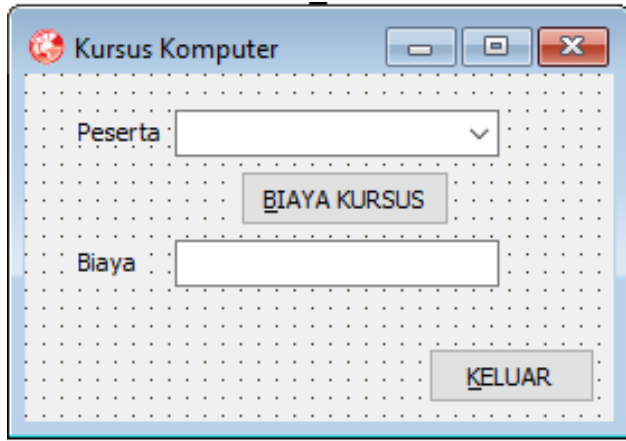 Kursus Komputer
Peserta
BIAYA KURSUS
Biaya
KELUAR